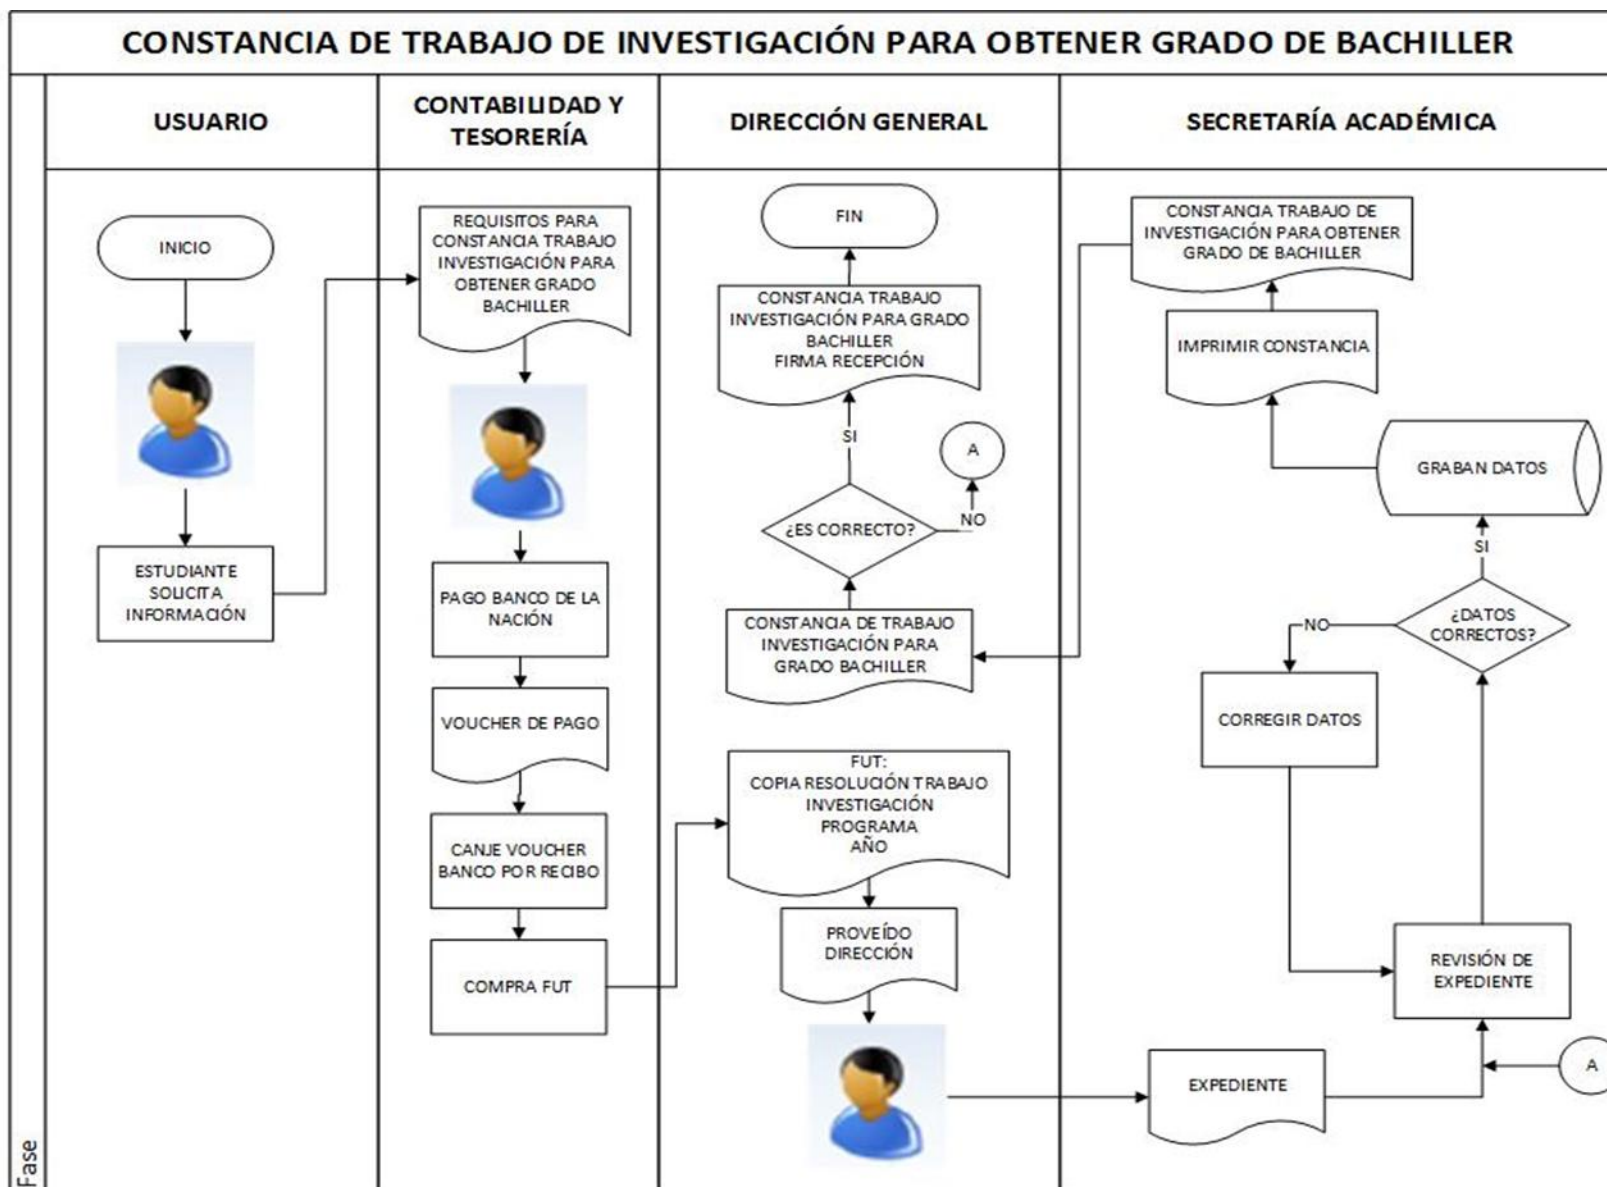 CONSTANCIA DE TRABAJO DE INVESTIGACIÓN PARA OBTENER GRADO DE BACHILLER
USUARIO
CONTABILIDAD Y
TESORERÍA
DIRECCIÓN GENERAL
SECRETARÍA ACADÉMICA
Fase
INICIO
ESTUDIANTE
SOLICITA
INFORMACIÓN
REQUISITOS PARA
CONSTANCIA TRABAJO
INVESTIGACIÓN PARA
OBTENER GRADO
BACHILLER
PAGO BANCO DE LA
NACIÓN
VOUCHER DE PAGO
CANJE VOUCHER
BANCO POR RECIBO
COMPRA FUT
FIN
CONSTANCIA TRABAJO
INVESTIGACIÓN PARA GRADO
BACHILLER
FIRMA RECEPCIÓN
SI
A
¿ES CORRECTO?
NO
CONSTANCIA DE TRABAJO
INVESTIGACIÓN PARA
GRADO BACHILLER
FUT:
COPIA RESOLUCIÓN TRABAJO
INVESTIGACIÓN
PROGRAMA
AÑO
PROVEÍDO
DIRECCIÓN
CONSTANCIA TRABAJO DE
INVESTIGACIÓN PARA OBTENER
GRADO DE BACHILLER
IMPRIMIR CONSTANCIA
GRABAN DATOS
SI
¿DATOS
CORRECTOS?
NO
CORREGIR DATOS
REVISIÓN DE
EXPEDIENTE
EXPEDIENTE
A